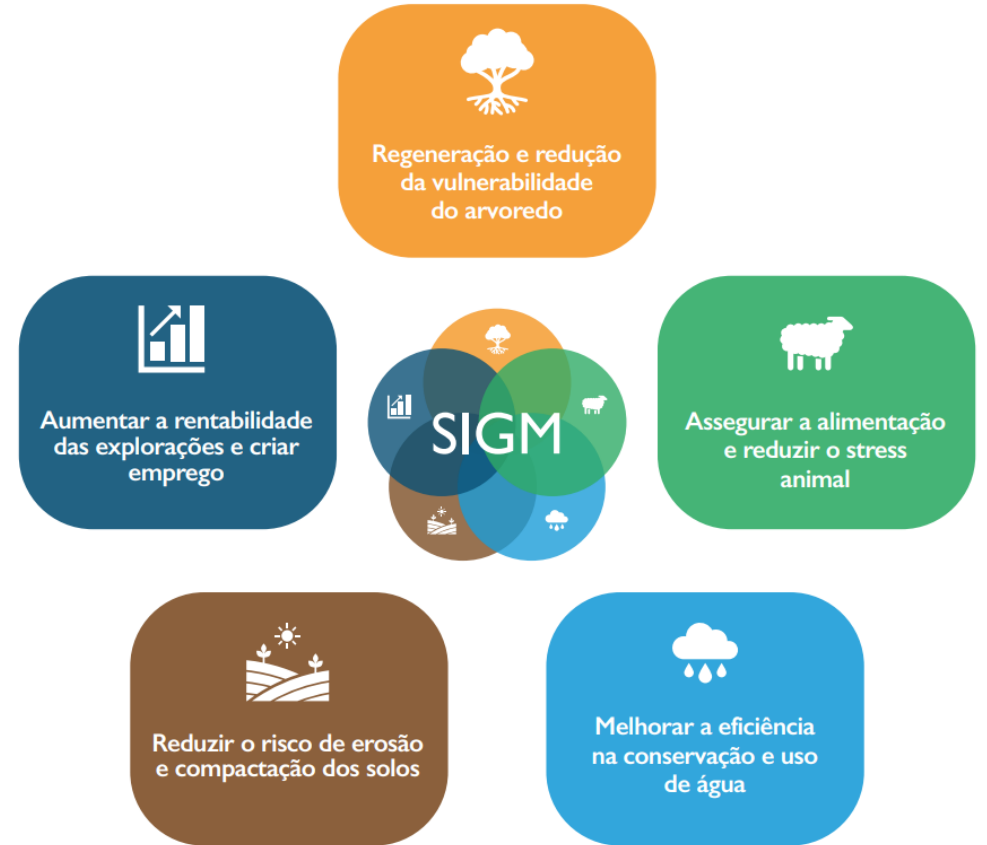 Regeneração e redução
da vulnerabilidade
do arvoredo
Aumentar a rentabilidade
das explorações e criar
emprego
SIGM
Assegurar a alimentação
e reduzir o stress
animal
Reduzir o risco de erosão
e compactação dos solos
Melhorar a eficiência
na conservação e uso
de água